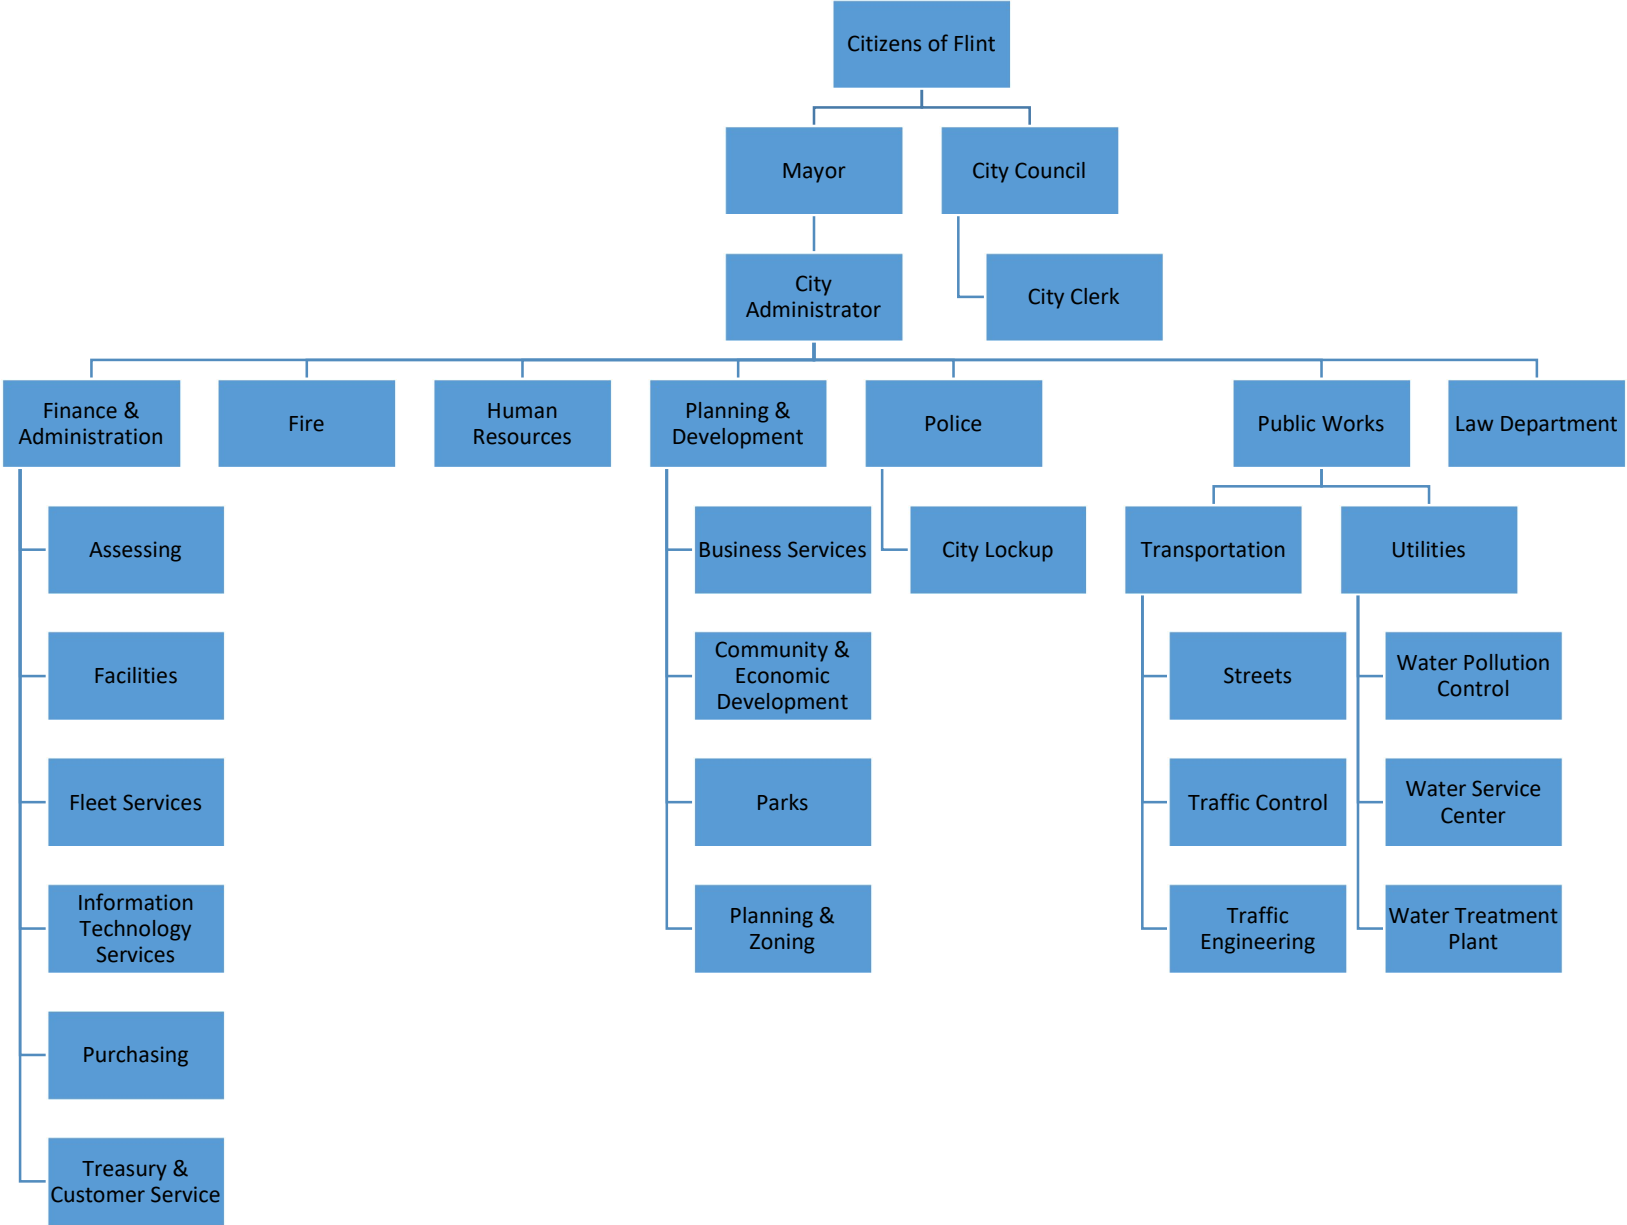 Citizens of Flint
Mayor
City Council
City
Administrator
City Clerk
Finance &
Administration
Fire
Human
Resources
Planning &
Development
Police
Public Works
Law Department
Assessing
Business Services
City Lockup
Transportation
Utilities
Facilities
Community &
Economic
Development
Streets
Water Pollution
Control
Fleet Services
Parks
Traffic Control
Water Service
Center
Information
Technology
Services
Planning &
Zoning
Traffic
Engineering
Water Treatment
Plant
Purchasing
Treasury &
Customer Service